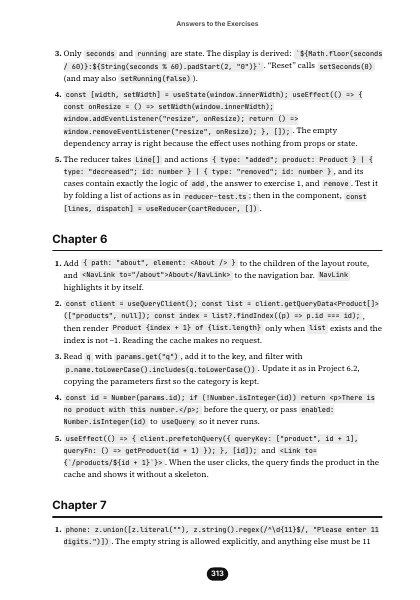 Answers to the Exercises
3. Only seconds and running are state. The display is derived: `${Math.floor(seconds
/ 60)}:${String(seconds % 60).padStart(2, "0")}`. “Reset” calls setSeconds(0)
(and may also setRunning(false)).
4. const [width, setWidth] = useState(window.innerWidth); useEffect(() => {
const onResize = () => setWidth(window.innerWidth);
window.addEventListener("resize", onResize); return () =>
window.removeEventListener("resize", onResize); }, []);. The empty
dependency array is right because the effect uses nothing from props or state.
5. The reducer takes Line[] and actions { type: "added"; product: Product } | {
type: "decreased"; id: number } | { type: "removed"; id: number }, and its
cases contain exactly the logic of add, the answer to exercise 1, and remove. Test it
by folding a list of actions as in reducer-test.ts; then in the component, const
[lines, dispatch] = useReducer(cartReducer, []).
Chapter 6
1. Add { path: "about", element: <About /> } to the children of the layout route,
and <NavLink to="/about">About</NavLink> to the navigation bar. NavLink
highlights it by itself.
2. const client = useQueryClient(); const list = client.getQueryData<Product[]>
(["products", null]); const index = list?.findIndex((p) => p.id === id);,
then render Product {index + 1} of {list.length} only when list exists and the
index is not −1. Reading the cache makes no request.
3. Read q with params.get("q"), add it to the key, and filter with
p.name.toLowerCase().includes(q.toLowerCase()). Update it as in Project 6.2,
copying the parameters first so the category is kept.
4. const id = Number(params.id); if (!Number.isInteger(id)) return <p>There is
no product with this number.</p>; before the query, or pass enabled:
Number.isInteger(id) to useQuery so it never runs.
5. useEffect(() => { client.prefetchQuery({ queryKey: ["product", id + 1],
queryFn: () => getProduct(id + 1) }); }, [id]); and <Link to=
{`/products/${id + 1}`}>. When the user clicks, the query finds the product in the
cache and shows it without a skeleton.
Chapter 7
1. phone: z.union([z.literal(""), z.string().regex(/^\d{11}$/, "Please enter 11
digits.")]). The empty string is allowed explicitly, and anything else must be 11
313